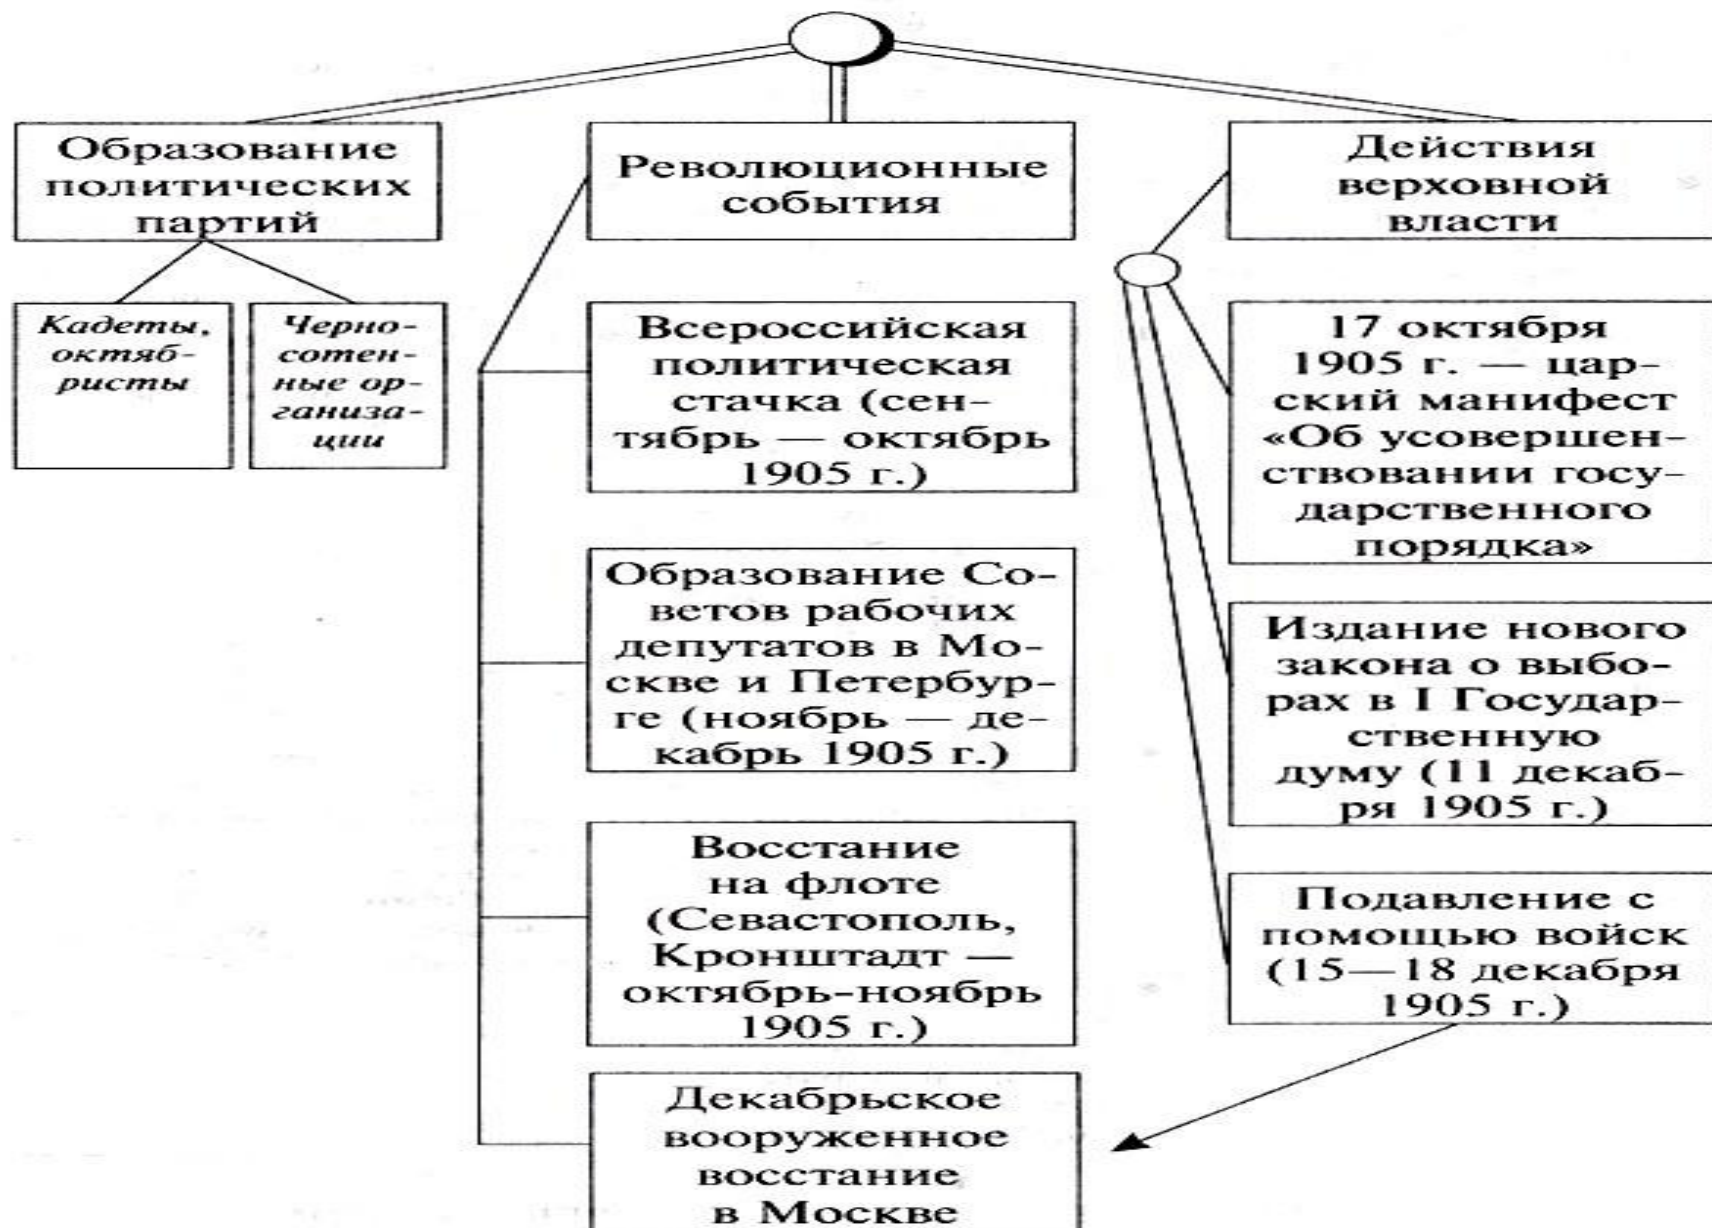 Образование
политических
партий
Кадеты,
октяб-
ристы
Черно-
сотен-
ные ор-
ганиза-
ции
Революционные
события
Всероссийская
политическая
стачка (сен-
тябрь — октябрь
1905 г.)
Образование Со-
ветов рабочих
депутатов в Мо-
скве и Петербур-
ге (ноябрь — де-
кабрь 1905 г.)
Восстание
на флоте
(Севастополь,
Кронштадт —
октябрь-ноябрь
1905 г.)
Декабрьское
вооруженное
восстание
в Москве
Действия
верховной
власти
17 октября
1905 г. — цар-
ский манифест
«Об усовершен-
ствовании госу-
дарственного
порядка»
Издание нового
закона о выбо-
рах в I Государ-
ственную
думу (11 декаб-
ря 1905 г.)
Подавление с
помощью войск
(15—18 декабря
1905 г.)